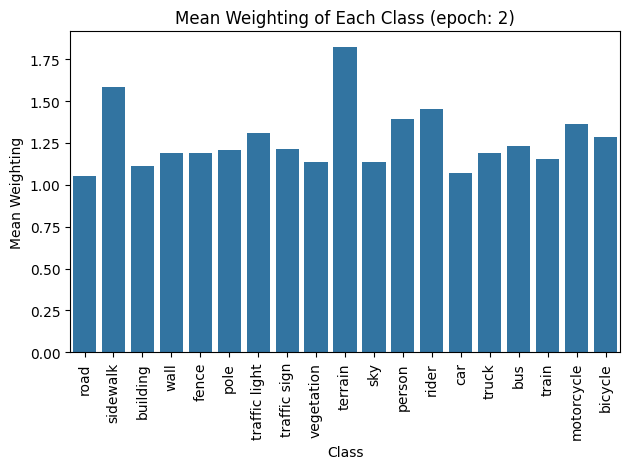 Mean Weighting of Each Class (epoch: 2)
Mean Weighting
1.75
1.50
1.25
1.00
0.75
0.50
0.25
0.00
road
sidewalk
building
wall
fence
pole
traffic light
traffic sign
vegetation
terrain
sky
person
rider
car
truck
bus
train
motorcycle
bicycle
Class